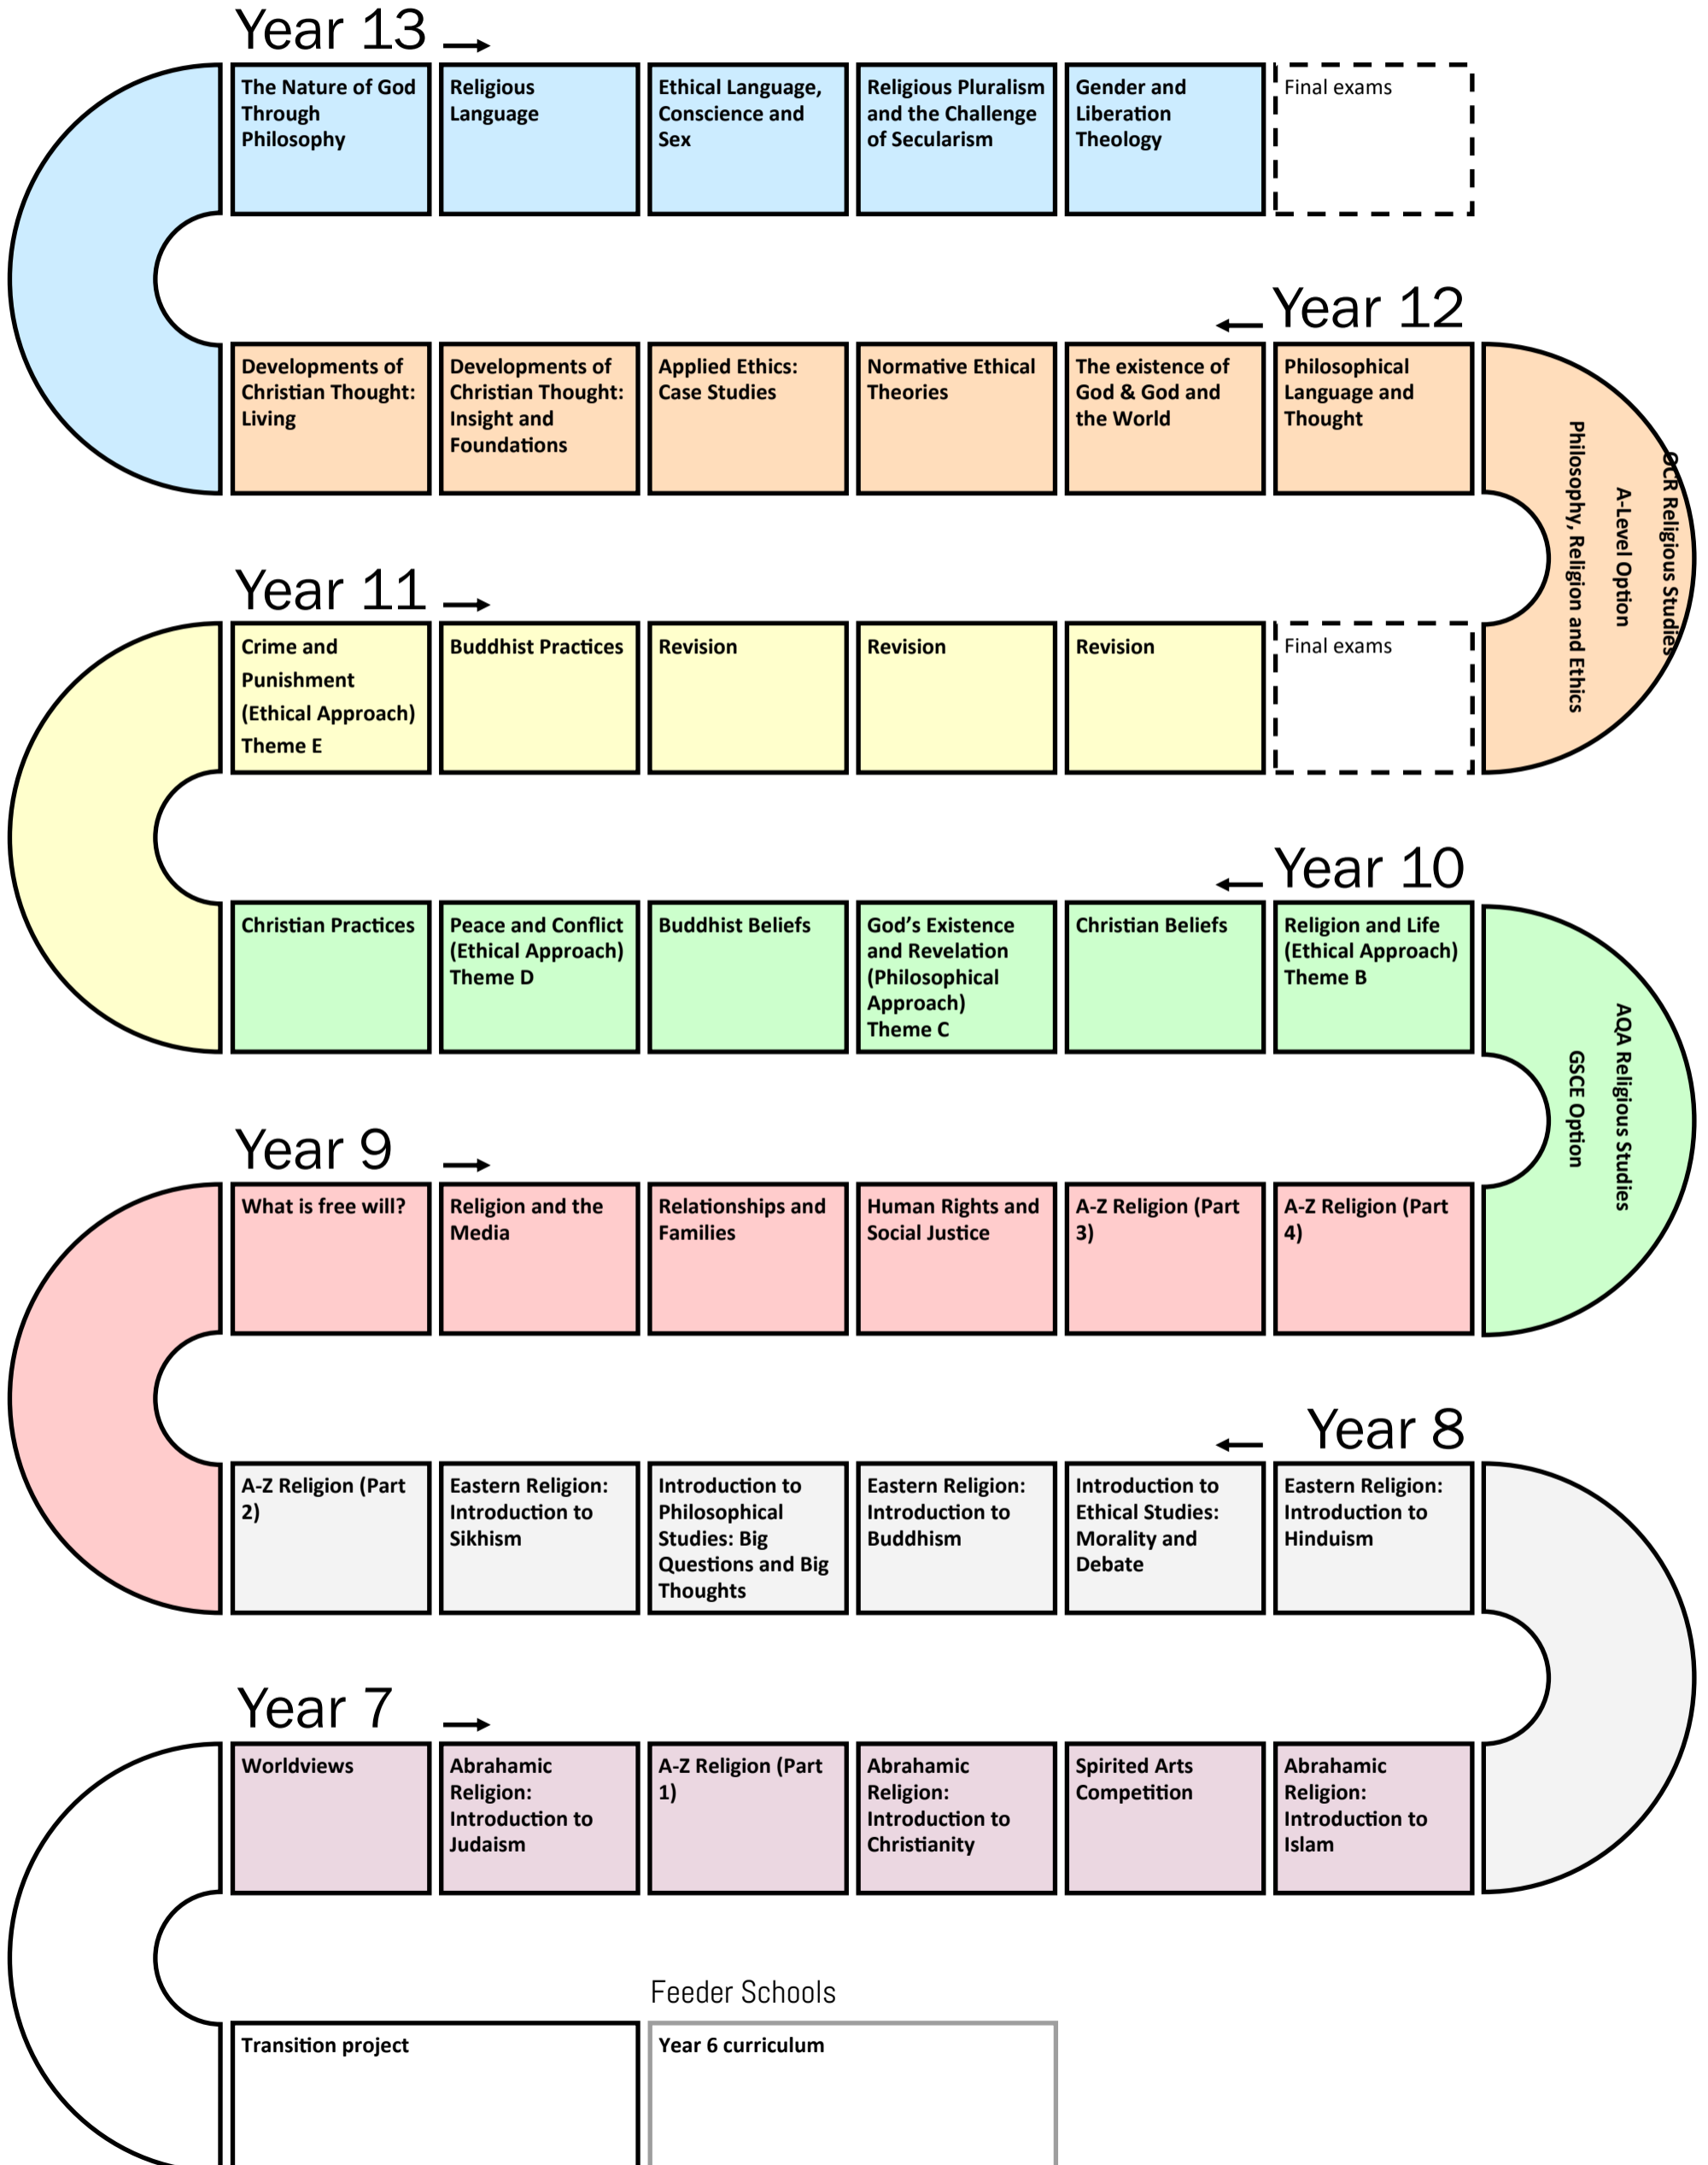 Year 13
The Nature of God
Through
Philosophy
Religious
Language
Ethical Language,
Conscience and
Sex
Religious Pluralism
and the Challenge
of Secularism
Gender and
Liberation
Theology
Final exams
Year 12
Developments of
Christian Thought:
Living
Developments of
Christian Thought:
Insight and
Foundations
Applied Ethics:
Case Studies
Normative Ethical
Theories
The existence of
God & God and
the World
Philosophical
Language and
Thought
OCR Religious Studies
A-Level Option
Philosophy, Religion and Ethics
Year 11
Crime and
Punishment
(Ethical Approach)
Theme E
Buddhist Practices
Revision
Revision
Revision
Final exams
Year 10
Christian Practices
Peace and Conflict
(Ethical Approach)
Theme D
Buddhist Beliefs
God’s Existence
and Revelation
(Philosophical
Approach)
Theme C
Christian Beliefs
Religion and Life
(Ethical Approach)
Theme B
AQA Religious Studies
GSCE Option
Year 9
What is free will?
Religion and the
Media
Relationships and
Families
Human Rights and
Social Justice
A-Z Religion (Part
3)
A-Z Religion (Part
4)
Year 8
A-Z Religion (Part
2)
Eastern Religion:
Introduction to
Sikhism
Introduction to
Philosophical
Studies: Big
Questions and Big
Thoughts
Eastern Religion:
Introduction to
Buddhism
Introduction to
Ethical Studies:
Morality and
Debate
Eastern Religion:
Introduction to
Hinduism
Year 7
Worldviews
Abrahamic
Religion:
Introduction to
Judaism
A-Z Religion (Part
1)
Abrahamic
Religion:
Introduction to
Christianity
Spirited Arts
Competition
Abrahamic
Religion:
Introduction to
Islam
Feeder Schools
Transition project
Year 6 curriculum